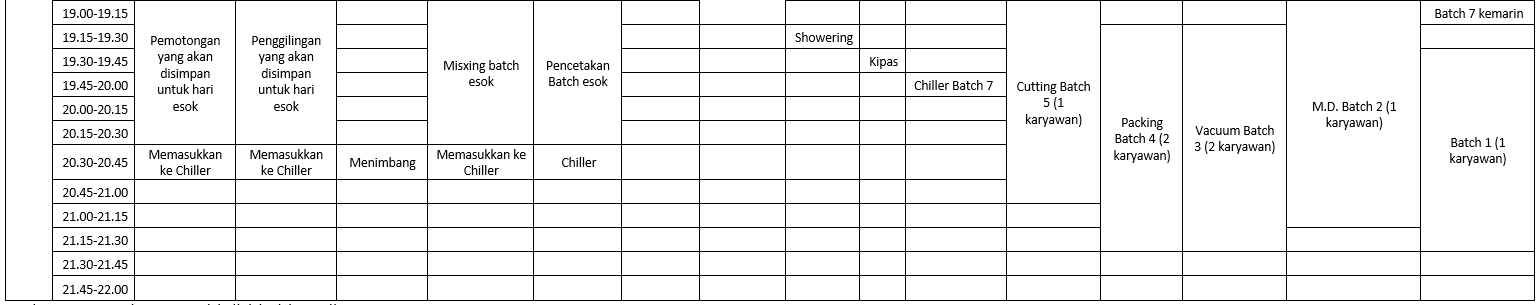 19.00-19.15
Batch 7 kemarin
19.15-19.30
Pemotongan
yang akan
disimpan
untuk hari
esok
Penggilingan
yang akan
disimpan
untuk hari
esok
Misxing batch
esok
Pencetakan
Batch esok
Showering
19.30-19.45
Kipas
19.45-20.00
Chiller Batch 7
Cutting Batch
5 (1
karyawan)
20.00-20.15
Packing
Batch 4 (2
karyawan)
Vacuum Batch
3 (2 karyawan)
M.D. Batch 2 (1
karyawan)
20.15-20.30
Batch 1 (1
karyawan)
20.30-20.45
Memasukkan
ke Chiller
Memasukkan
ke Chiller
Menimbang
Memasukkan ke
Chiller
Chiller
20.45-21.00
21.00-21.15
21.15-21.30
21.30-21.45
21.45-22.00